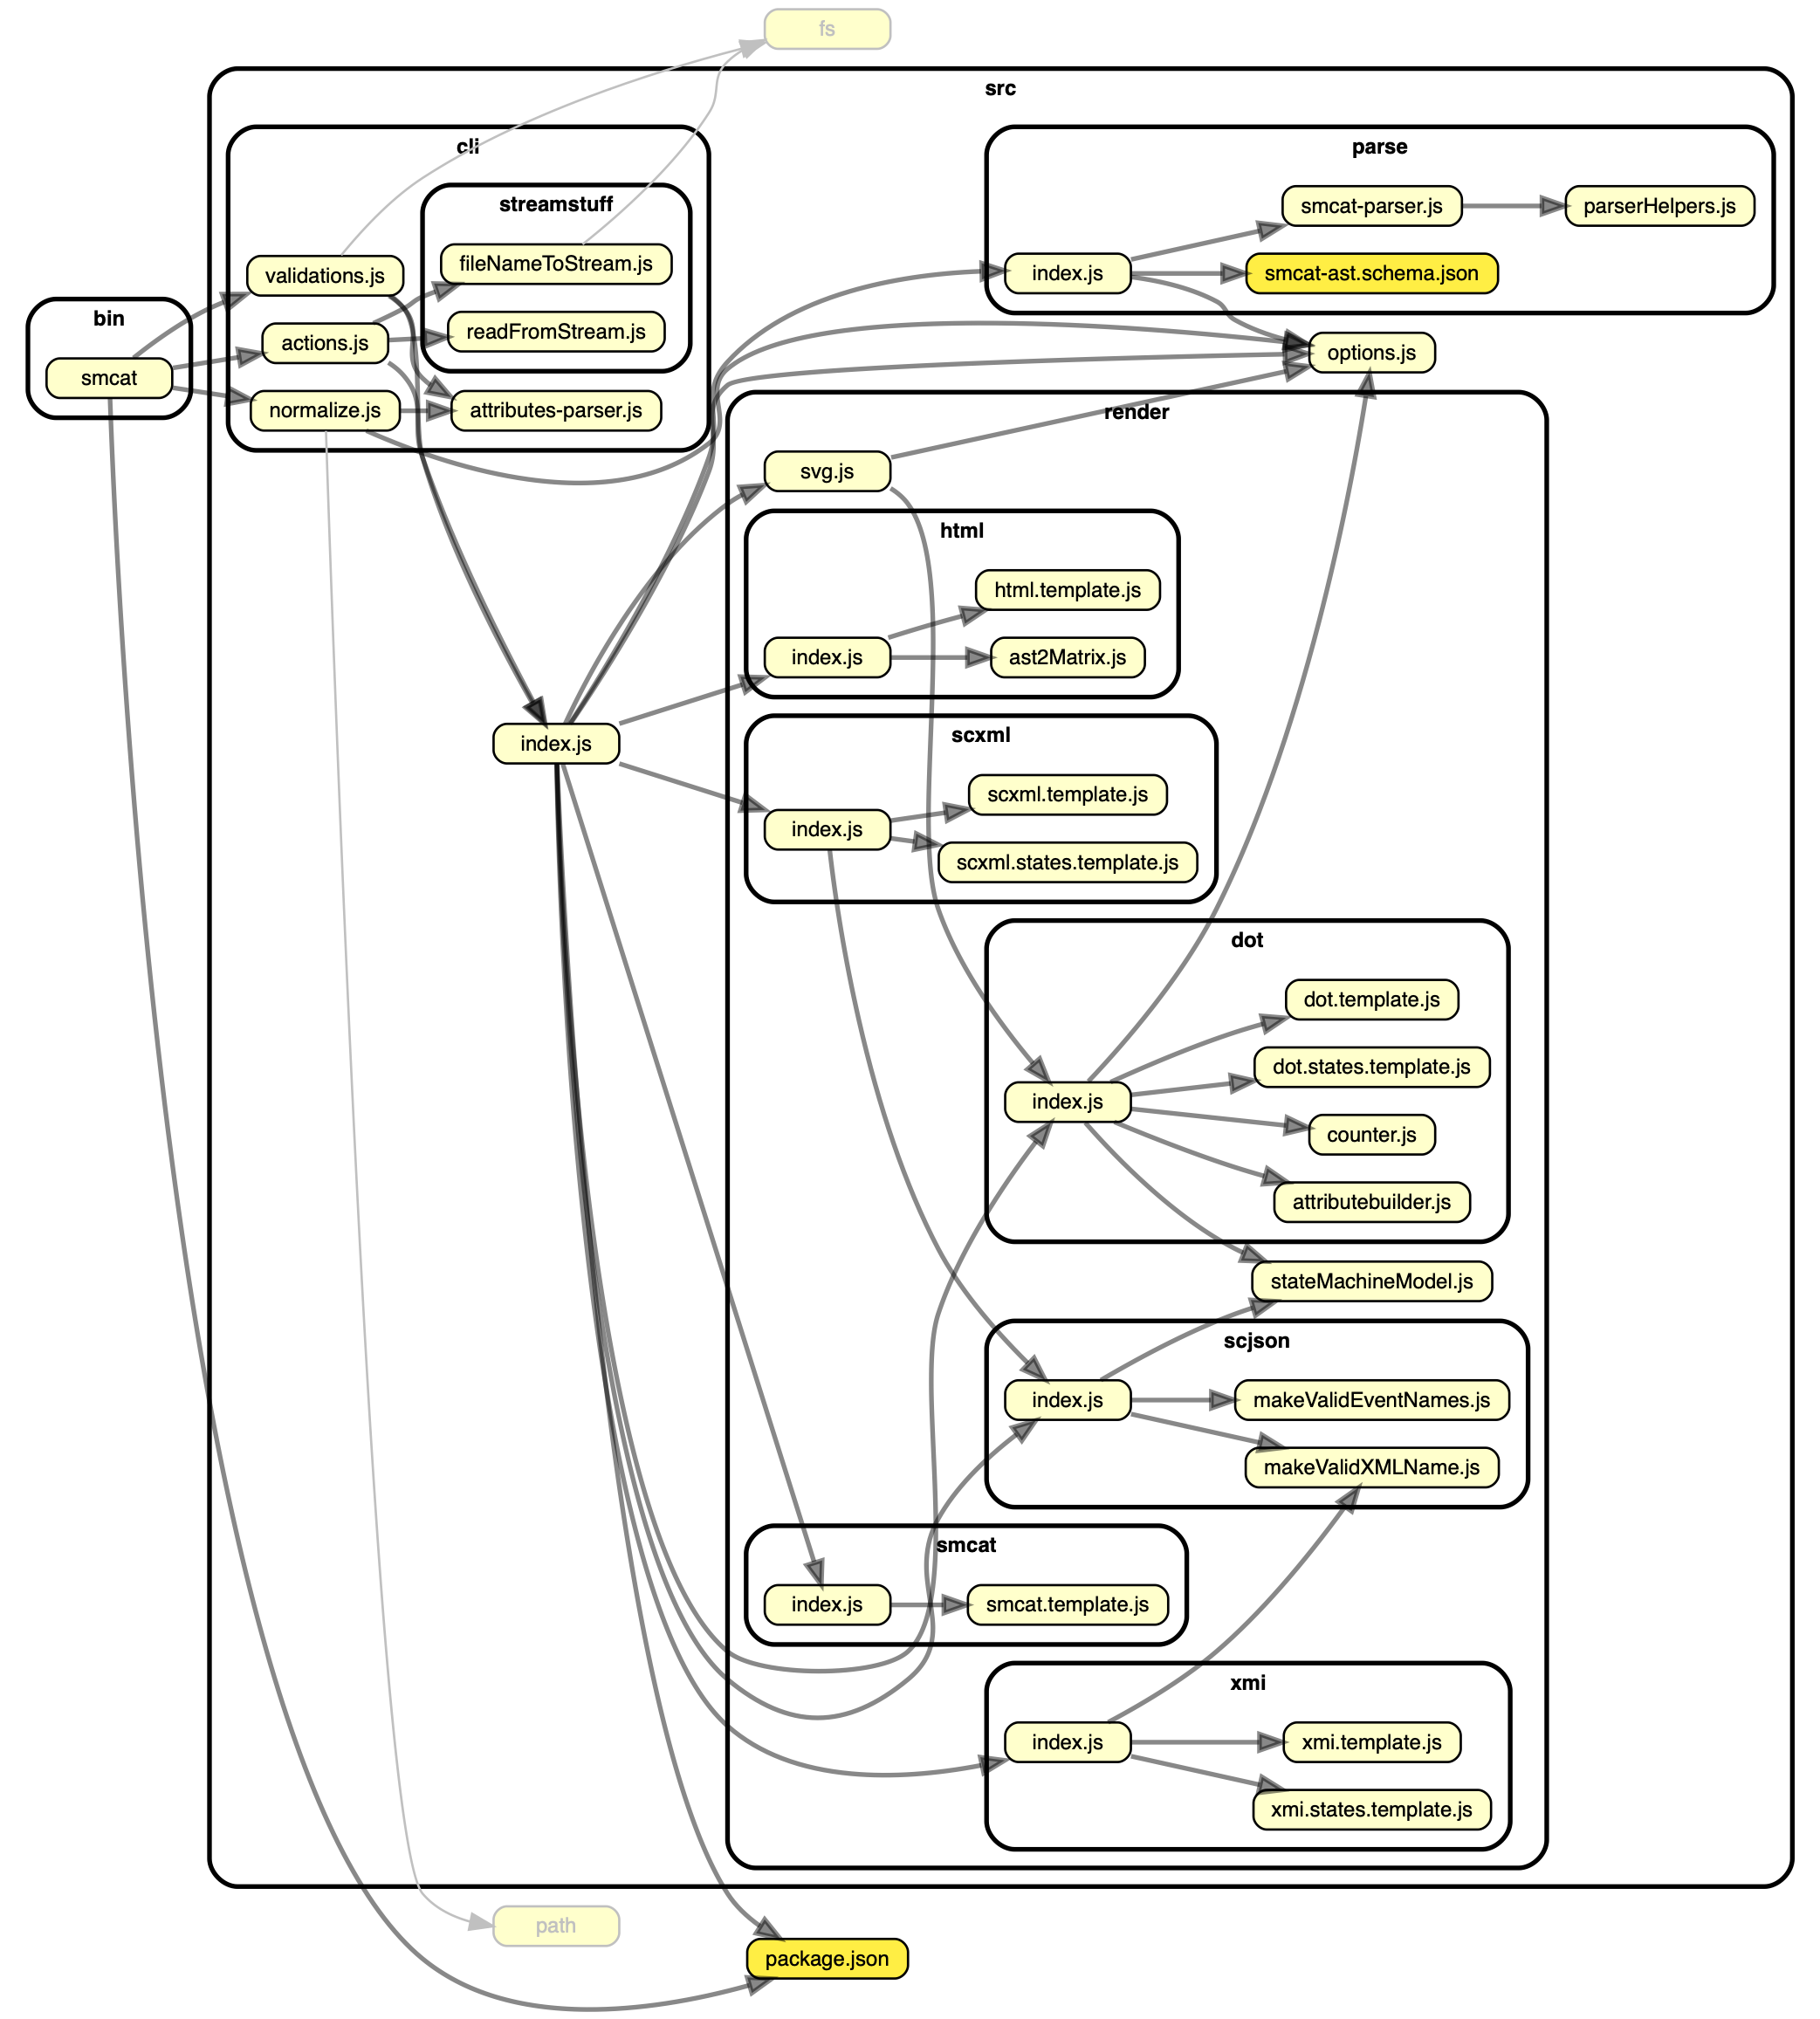 fs
src
cli
streamstuff
fileNameToStream.js
readFromStream.js
validations.js
actions.js
normalize.js
attributes-parser.js
bin
smcat
parse
smcat-parser.js
parserHelpers.js
index.js
smcat-ast.schema.json
options.js
render
svg.js
html
html.template.js
index.js
ast2Matrix.js
index.js
scxml
scxml.template.js
index.js
scxml.states.template.js
dot
dot.template.js
dot.states.template.js
index.js
counter.js
attributebuilder.js
stateMachineModel.js
scjson
index.js
makeValidEventNames.js
makeValidXMLName.js
smcat
index.js
smcat.template.js
xmi
index.js
xmi.template.js
xmi.states.template.js
path
package.json